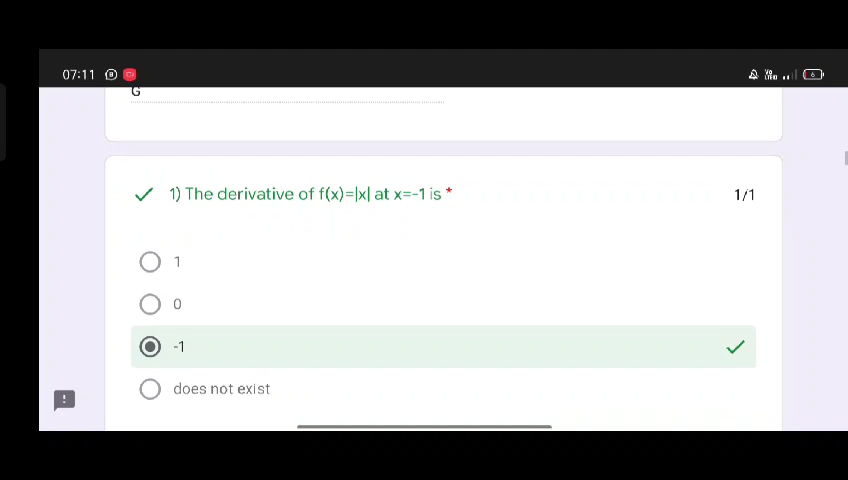 07:11
G
1) The derivative of f(x)=|x| at x=-1 is *
1/1
1
0
-1
does not exist